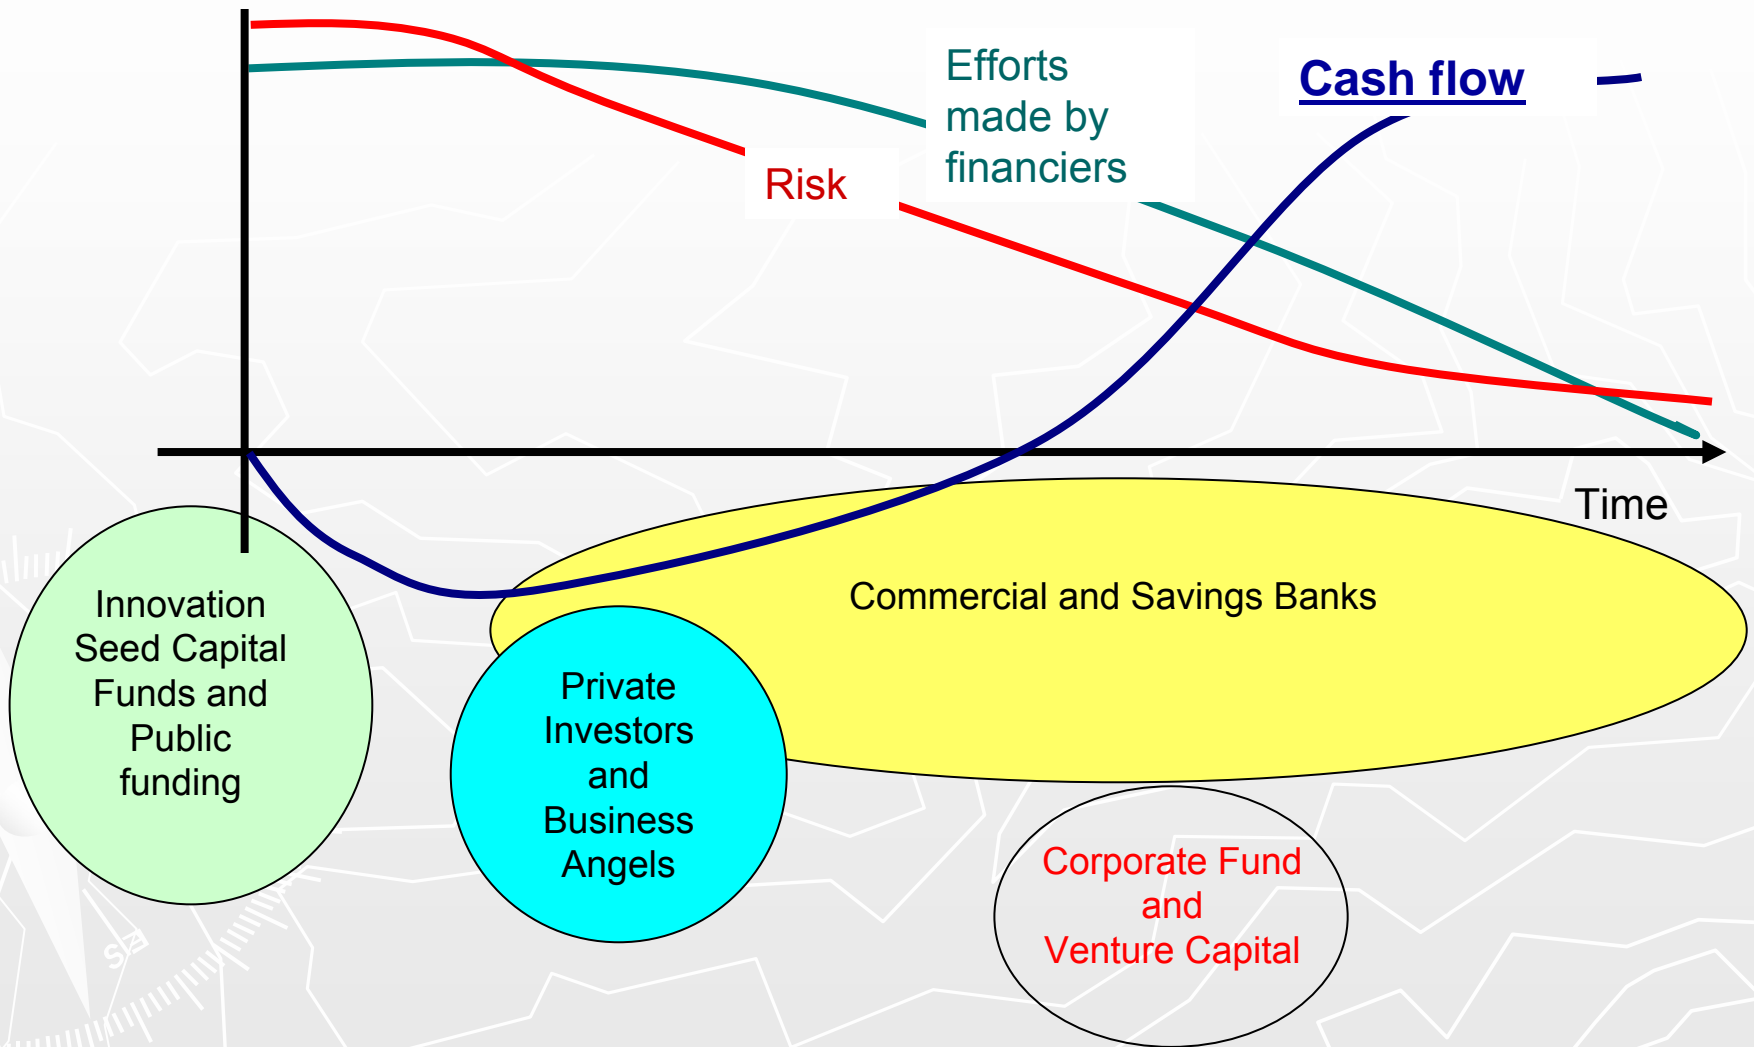 Efforts
made by
financiers
Cash flow
Risk
Time
Innovation
Seed Capital
Funds and
Public
funding
Commercial and Savings Banks
Private
Investors
and
Business
Angels
Corporate Fund
and
Venture Capital